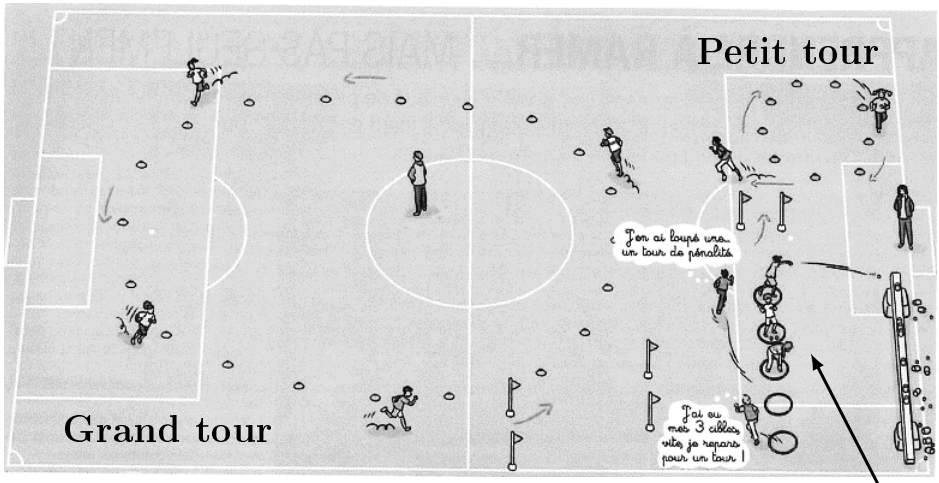 Petit tour
J'en ai loupé une...
un tour de pénalité.
Grand tour
J'ai eu
mes 3 cibles,
vite, je repars
pour un tour !